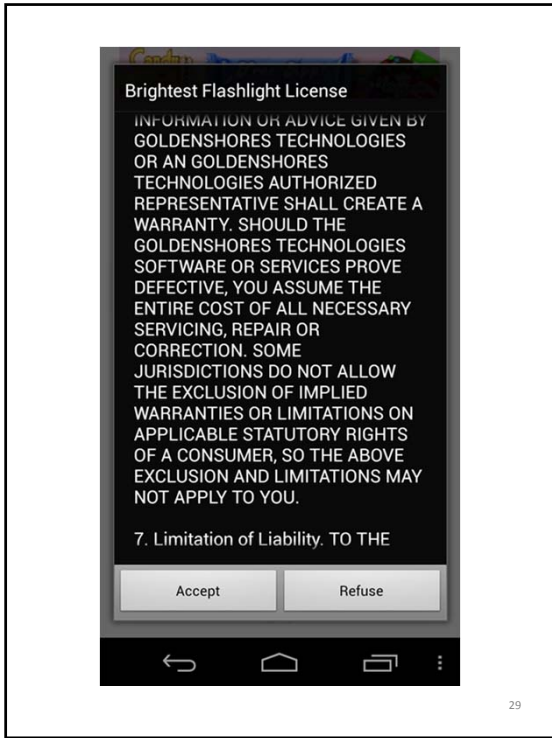 Brightest Flashlight License
INFORMATION OR ADVICE GIVEN BY
GOLDENSHORES TECHNOLOGIES
OR AN GOLDENSHORES
TECHNOLOGIES AUTHORIZED
REPRESENTATIVE SHALL CREATE A
WARRANTY. SHOULD THE
GOLDENSHORES TECHNOLOGIES
SOFTWARE OR SERVICES PROVE
DEFECTIVE, YOU ASSUME THE
ENTIRE COST OF ALL NECESSARY
SERVICING, REPAIR OR
CORRECTION. SOME
JURISDICTIONS DO NOT ALLOW
THE EXCLUSION OF IMPLIED
WARRANTIES OR LIMITATIONS ON
APPLICABLE STATUTORY RIGHTS
OF A CONSUMER, SO THE ABOVE
EXCLUSION AND LIMITATIONS MAY
NOT APPLY TO YOU.
7. Limitation of Liability. TO THE
Accept Refuse
29